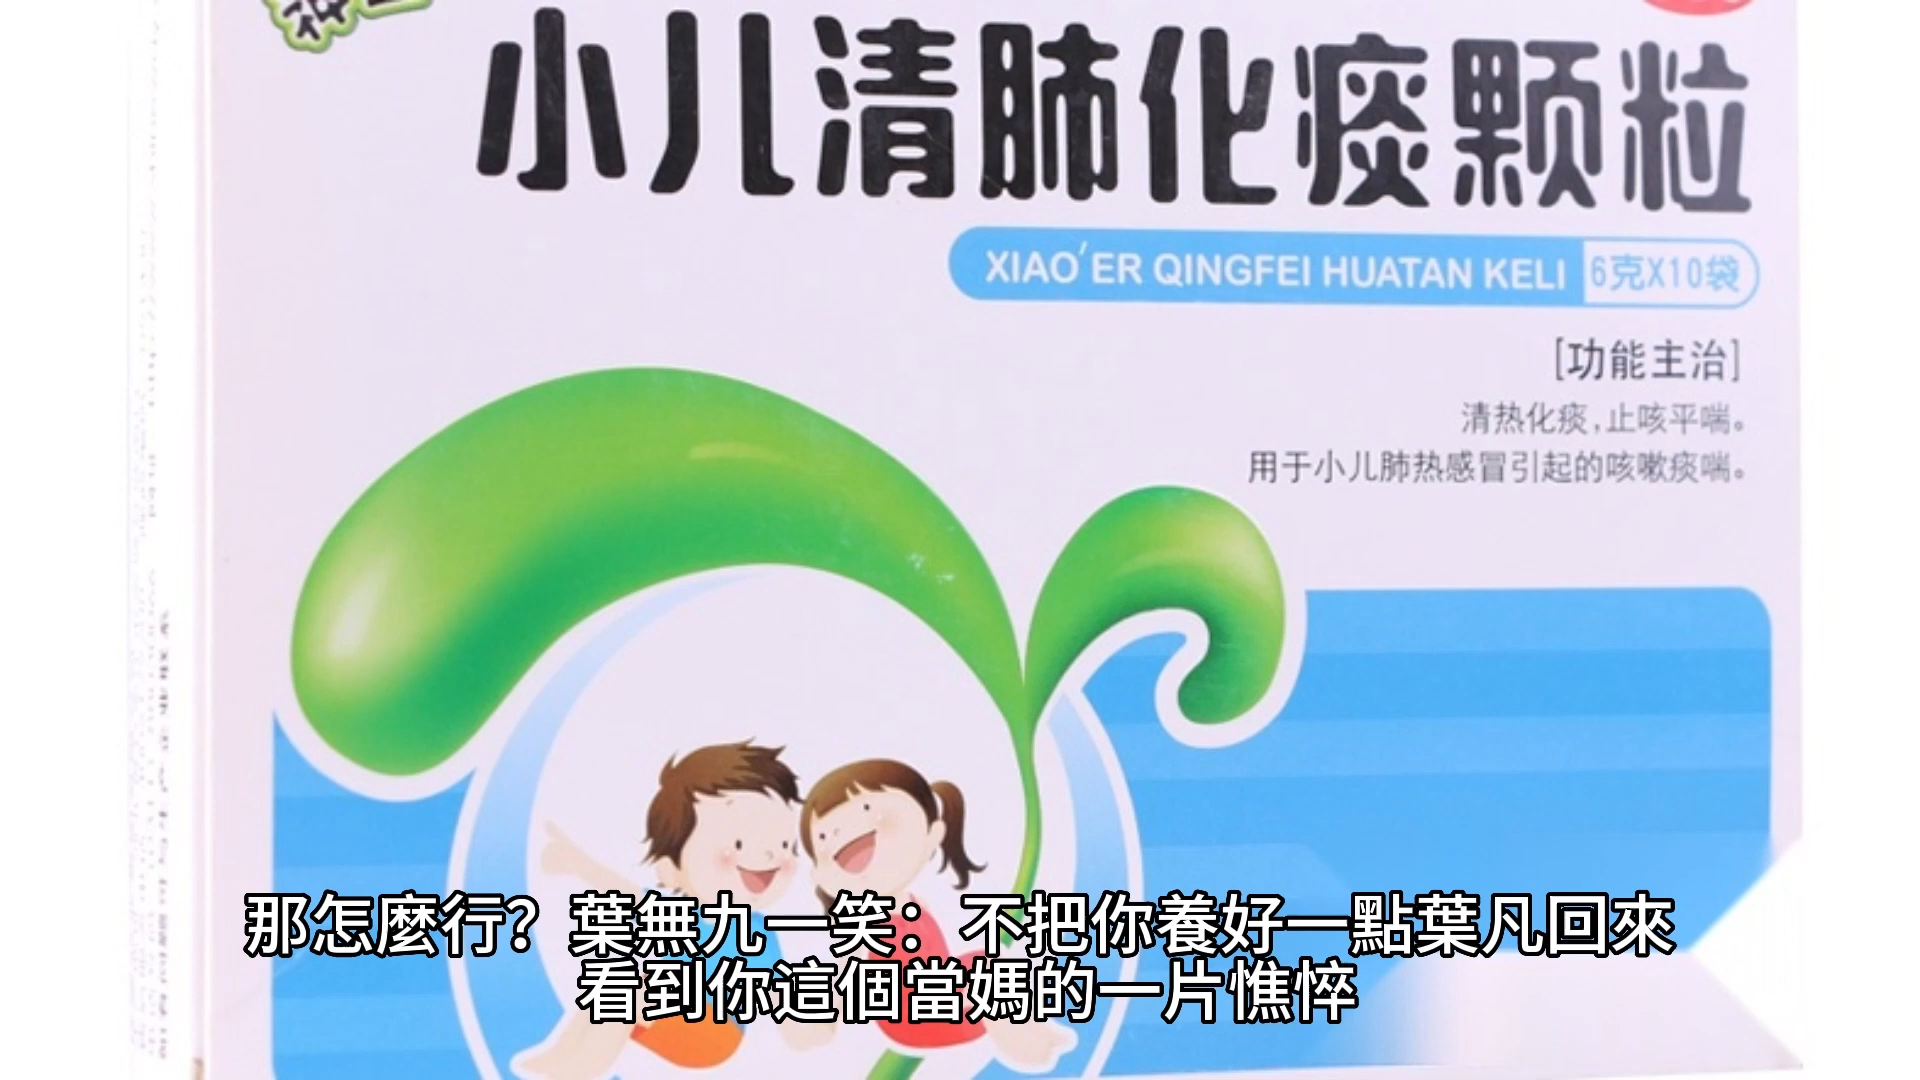 小儿清肺化痰颗粒
XIAO'ER QINGFEI HUATAN KELI 6克X10袋
[功能主治]
清热化痰,止咳平喘。
用于小儿肺热感冒引起的咳嗽痰喘。
那怎麼行？葉無九一笑：不把你養好一點葉凡回來
看到你這個當媽的一片憔悴